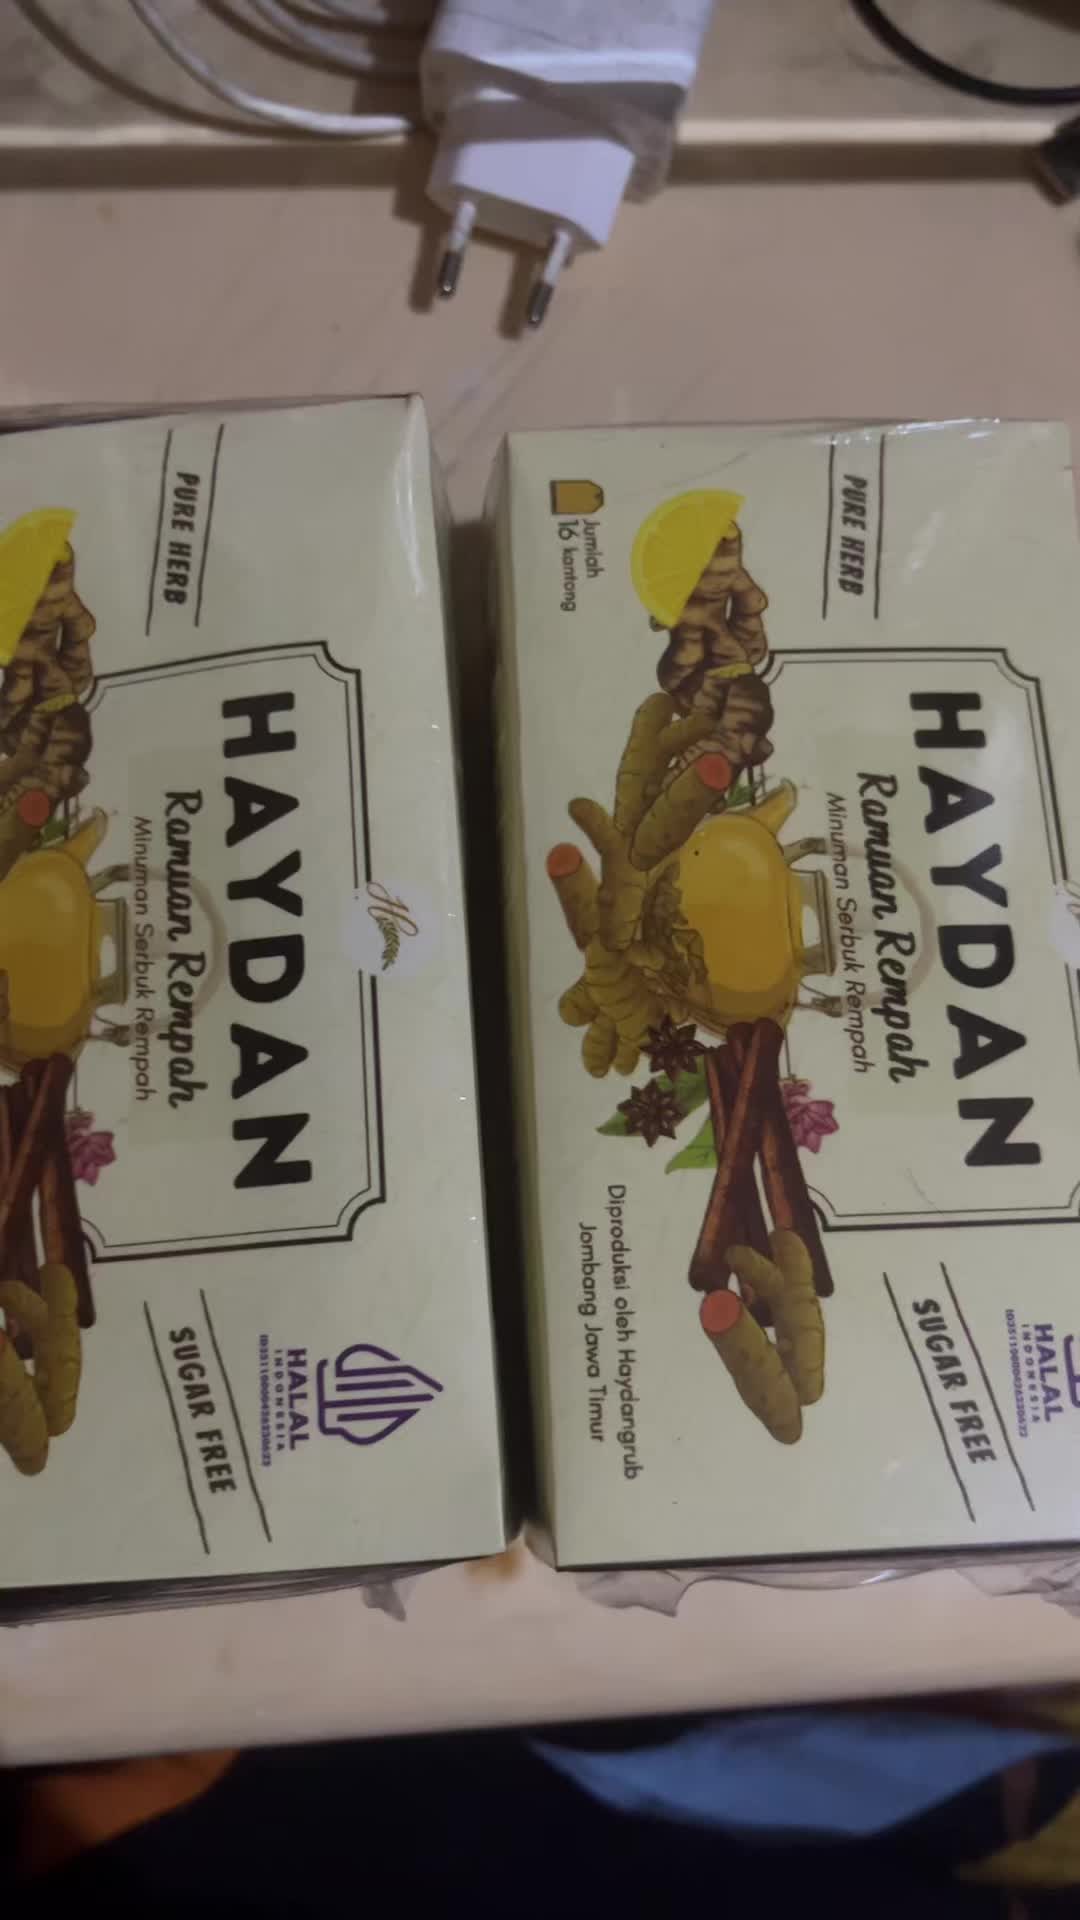 PURE HERB
HAYDAN
Ramuan Rempah
Minuman Serbuk Rempah
HALAL
INDONESIA
SUGAR FREE
PURE HERB
HAYDAN
Ramuan Rempah
Minuman Serbuk Rempah
HALAL
INDONESIA
SUGAR FREE
Jumlah
16 kantong
Diproduksi oleh Haydangrub
Jombang Jawa Timur